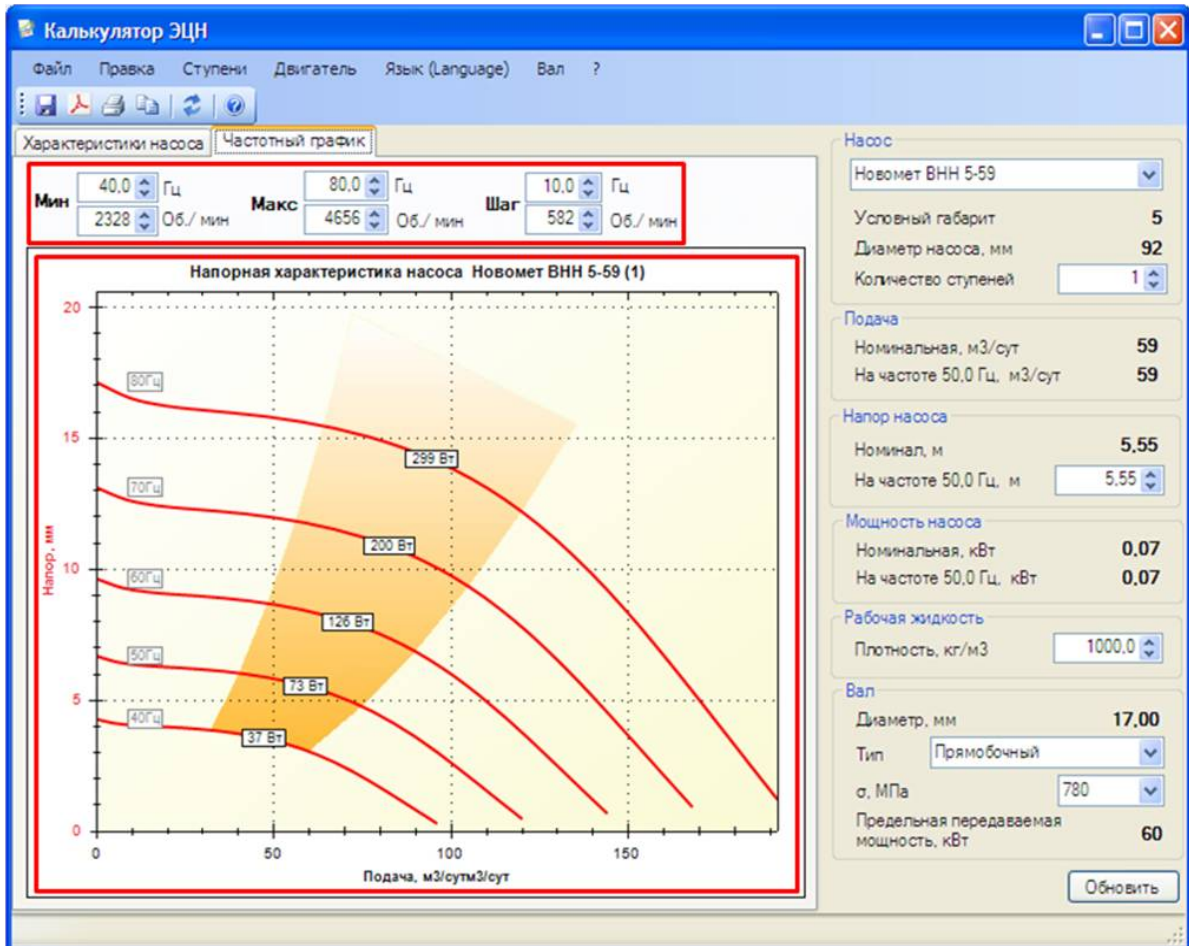 Калькулятор ЭЦН
Файл Правка Ступени Двигатель Язык (Language) Вал ?
Характеристики насоса Частотный график
Мин 40,0 Гц Макс 80,0 Гц Шаг 10,0 Гц
2328 Об./ мин 4656 Об./ мин 582 Об./ мин
Напорная характеристика насоса Новомет ВНН 5-59 (1)
20
80Гц
15
299 Вт
70Гц
200 Вт
10
60Гц
126 Вт
50Гц
73 Вт
5
40Гц
37 Вт
0
Напор, мм
0 50 100 150
Подача, м3/сутм3/сут
Насос
Новомет ВНН 5-59
Условный габарит 5
Диаметр насоса, мм 92
Количество ступеней 1
Подача
Номинальная, м3/сут 59
На частоте 50,0 Гц, м3/сут 59
Напор насоса
Номинал, м 5,55
На частоте 50,0 Гц, м 5,55
Мощность насоса
Номинальная, кВт 0,07
На частоте 50,0 Гц, кВт 0,07
Рабочая жидкость
Плотность, кг/м3 1000,0
Вал
Диаметр, мм 17,00
Тип Прямобочный
σ, МПа 780
Предельная передаваемая
мощность, кВт 60
Обновить